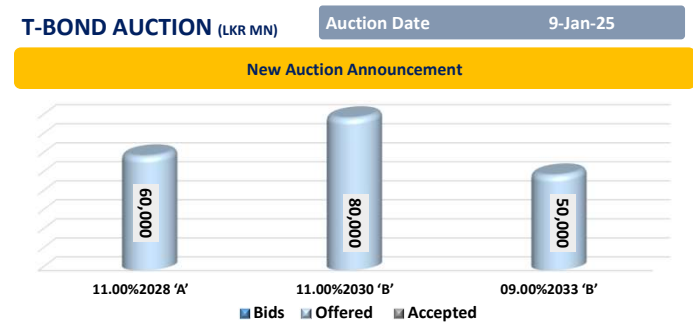 T-BOND AUCTION (LKR MN)
Auction Date 9-Jan-25
New Auction Announcement
60,000
80,000
50,000
11.00%2028 ‘A’ 11.00%2030 ‘B’ 09.00%2033 ‘B’
Bids Offered Accepted